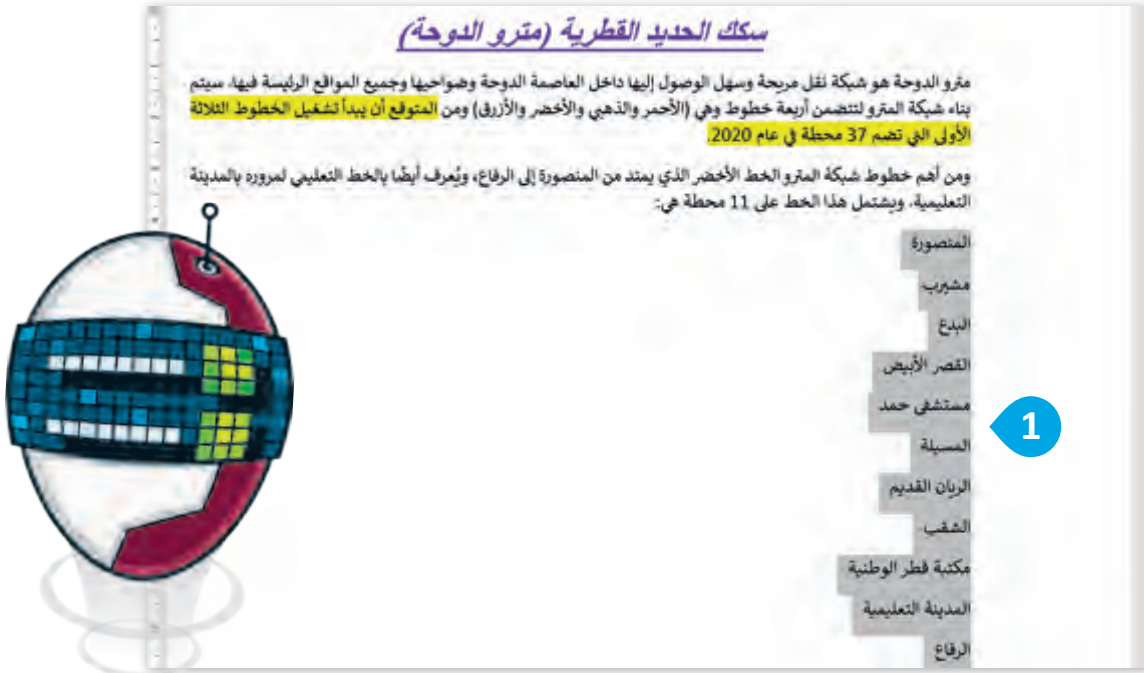 سكك الحديد القطرية (مترو الدوحة)
مترو الدوحة هو شبكة نقل مريحة وسهل الوصول إليها داخل العاصمة الدوحة وضواحيها وجميع المواقع الرئيسة فيها. سيتم
بناء شبكة المترو لتتضمن أربعة خطوط وهي (الأحمر والذهبي والأخضر والأزرق) ومن المتوقع أن يبدأ تشغيل الخطوط الثلاثة
الأولى التي تضم 37 محطة في عام 2020.
ومن أهم خطوط شبكة المترو الخط الأخضر الذي يمتد من المنصورة إلى الرفاع، ويُعرف أيضًا بالخط التعليمي لمروره بالمدينة
التعليمية. ويشتمل هذا الخط على 11 محطة هي:
المنصورة
مشيرب
البدع
القصر الأبيض
مستشفى حمد
1
المسيلة
الريان القديم
الشقب
مكتبة قطر الوطنية
المدينة التعليمية
الرفاع